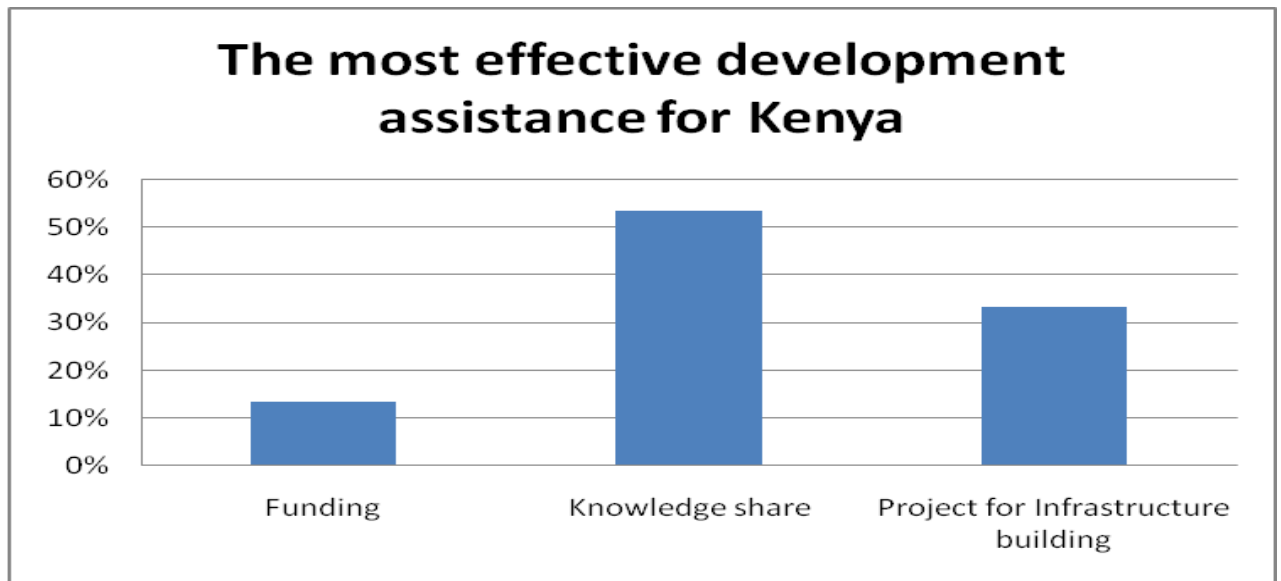 The most effective development
assistance for Kenya
60%
50%
40%
30%
20%
10%
0%
Funding
Knowledge share
Project for Infrastructure
building